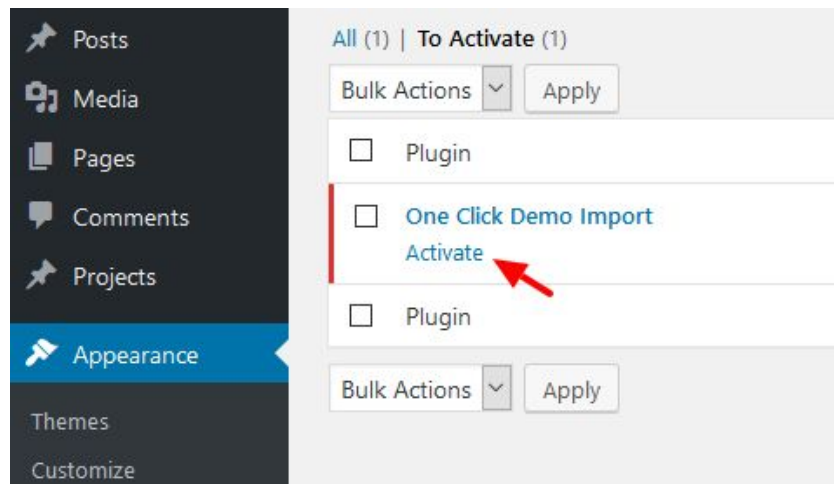 Posts
Media
Pages
Comments
Projects
Appearance
Themes
Customize
All (1) | To Activate (1)
Bulk Actions Apply
Plugin
One Click Demo Import
Activate
Plugin
Bulk Actions Apply